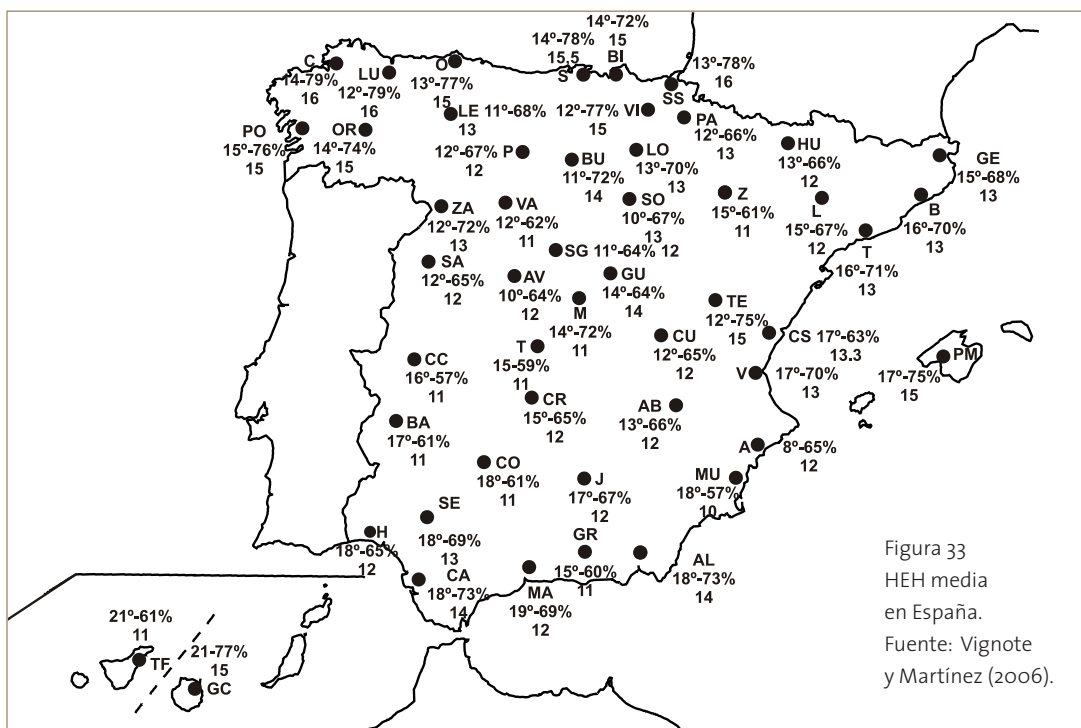 14º-72%
15
BI
14º-78%
15,5
S
13º-78%
16
SS
C
14-79%
16
LU
12º-79%
16
O
13º-77%
15
LE 11º-68%
13
12º-77% VI
15
PA
12º-66%
13
PO
15º-76%
15
OR
14º-74%
15
12º-67% P
12
BU
11º-72%
14
LO
13º-70%
13
HU
13º-66%
12
GE
15º-68%
13
ZA
12º-72%
13
VA
12º-62%
11
SO
10º-67%
13
Z
15º-61%
11
L
15º-67%
12
B
16º-70%
13
T
16º-71%
13
SG 11º-64% 12
SA
12º-65%
12
AV
10º-64%
12
GU
14º-64%
14
M
14º-72%
11
TE
12º-75%
15
CU
12º-65%
12
CS 17º-63%
13.3
PM
17º-75%
15
T
15-59%
11
CC
16º-57%
11
V 17º-70%
13
CR
15º-65%
12
AB
13º-66%
12
BA
17º-61%
11
A 8º-65%
12
CO
18º-61%
11
J
17º-67%
12
MU
18º-57%
10
SE
18º-69%
13
H
18º-65%
12
GR
15º-60%
11
AL
18º-73%
14
CA
18º-73%
14
MA
19º-69%
12
21º-61%
11
TF
21-77%
15
GC
Figura 33
HEH media
en España.
Fuente: Vignote
y Martínez (2006).